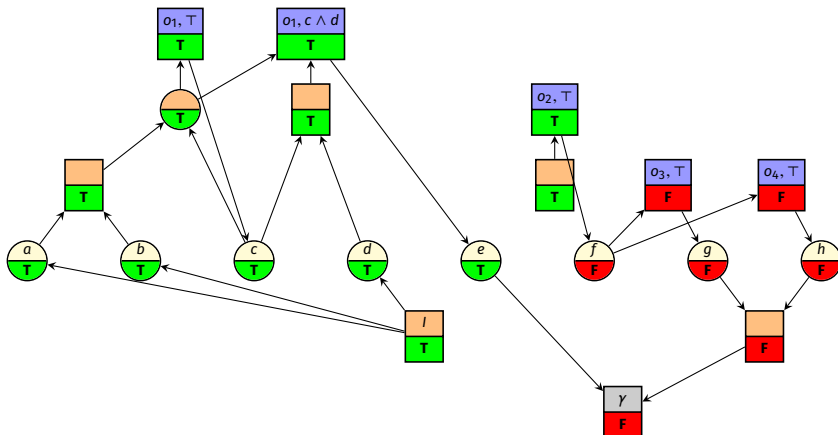 o₁, ⊤
T
o₁, c ∧ d
T
T
T
o₂, ⊤
T
T
T
o₃, ⊤
F
o₄, ⊤
F
a
T
b
T
c
T
d
T
e
T
f
F
g
F
h
F
I
T
F
γ
F